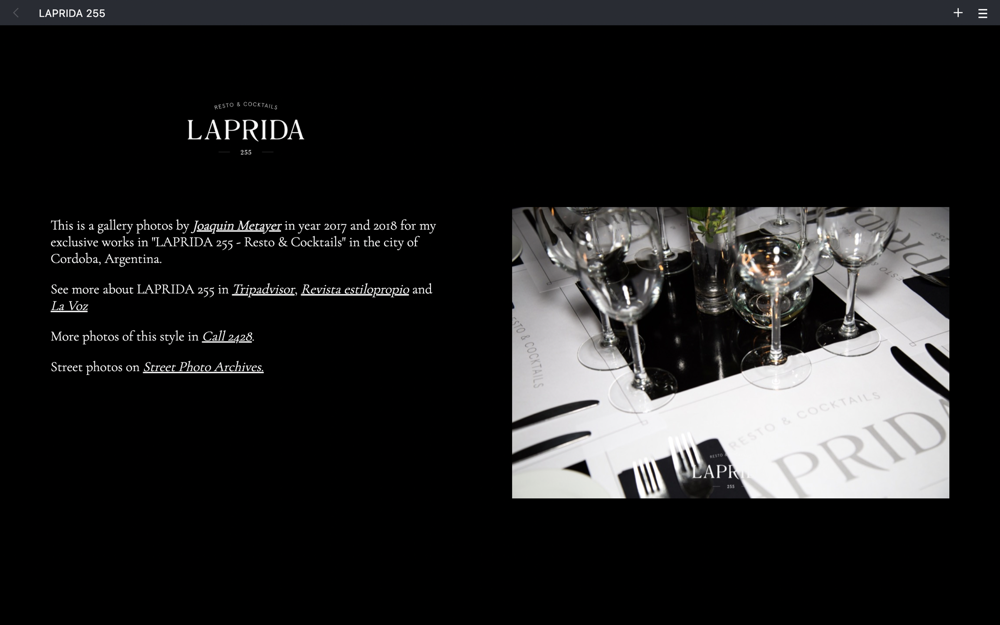 LAPRIDA 255
RESTO & COCKTAILS
LAPRIDA
255
This is a gallery photos by Joaquin Metayer in year 2017 and 2018 for my
exclusive works in "LAPRIDA 255 - Resto & Cocktails" in the city of
Cordoba, Argentina.
See more about LAPRIDA 255 in Tripadvisor, Revista estilopropio and
La Voz
More photos of this style in Call 2428.
Street photos on Street Photo Archives.
RESTO & COCKTAILS
LAPRID
LAPRI
255
& COCKTAILS